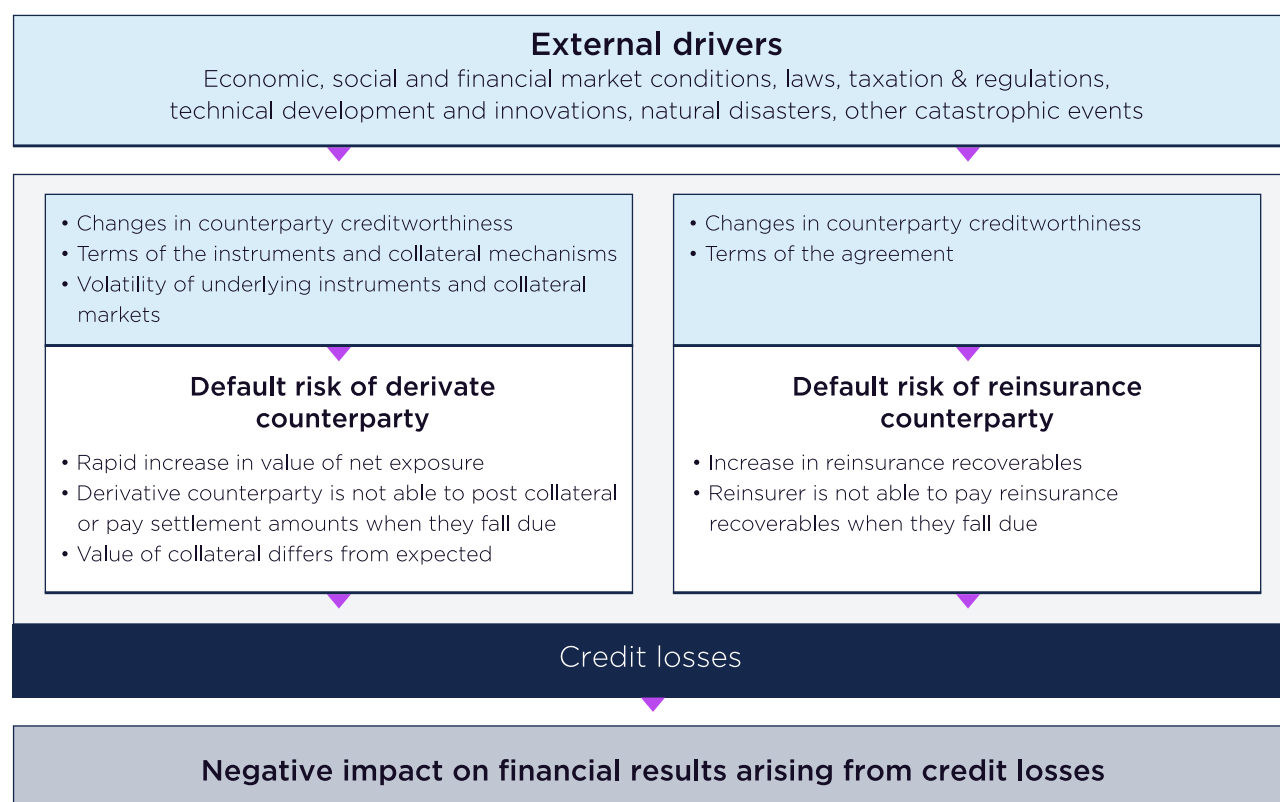 External drivers
Economic, social and financial market conditions, laws, taxation & regulations,
technical development and innovations, natural disasters, other catastrophic events
• Changes in counterparty creditworthiness
• Terms of the instruments and collateral mechanisms
• Volatility of underlying instruments and collateral
markets
Default risk of derivate
counterparty
• Rapid increase in value of net exposure
• Derivative counterparty is not able to post collateral
or pay settlement amounts when they fall due
• Value of collateral differs from expected
• Changes in counterparty creditworthiness
• Terms of the agreement
Default risk of reinsurance
counterparty
• Increase in reinsurance recoverables
• Reinsurer is not able to pay reinsurance
recoverables when they fall due
Credit losses
Negative impact on financial results arising from credit losses